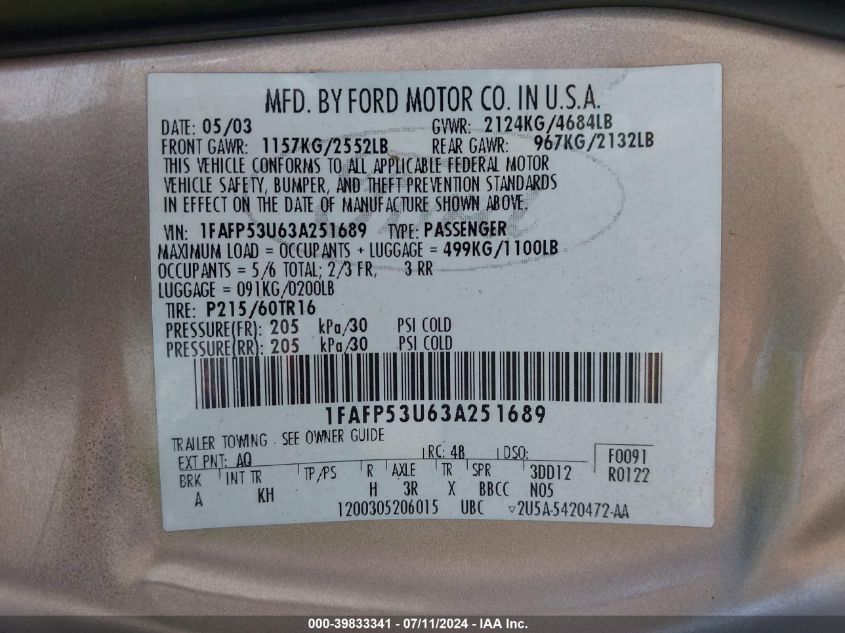 MFD. BY FORD MOTOR CO. IN U.S.A.
DATE: 05/03 GVWR: 2124KG/4684LB
FRONT GAWR: 1157KG/2552LB REAR GAWR: 967KG/2132LB
THIS VEHICLE CONFORMS TO ALL APPLICABLE FEDERAL MOTOR
VEHICLE SAFETY, BUMPER, AND THEFT PREVENTION STANDARDS
IN EFFECT ON THE DATE OF MANUFACTURE SHOWN ABOVE.
VIN: 1FAFP53U63A251689 TYPE: PASSENGER
MAXIMUM LOAD = OCCUPANTS + LUGGAGE = 499KG/1100LB
OCCUPANTS = 5/6 TOTAL; 2/3 FR, 3 RR
LUGGAGE = 091KG/0200LB
TIRE: P215/60TR16
PRESSURE(FR): 205 kPa/30 PSI COLD
PRESSURE(RR): 205 kPa/30 PSI COLD
1FAFP53U63A251689
TRAILER TOWING - SEE OWNER GUIDE
EXT PNT: AQ RC: 4B DSO: F0091
BRK INT TR TP/PS R AXLE TR SPR 3DD12 R0122
A KH H 3R X BBCC N05
1200305206015 UBC ▽2U5A-5420472-AA
000-39833341 - 07/11/2024 - IAA, Inc.